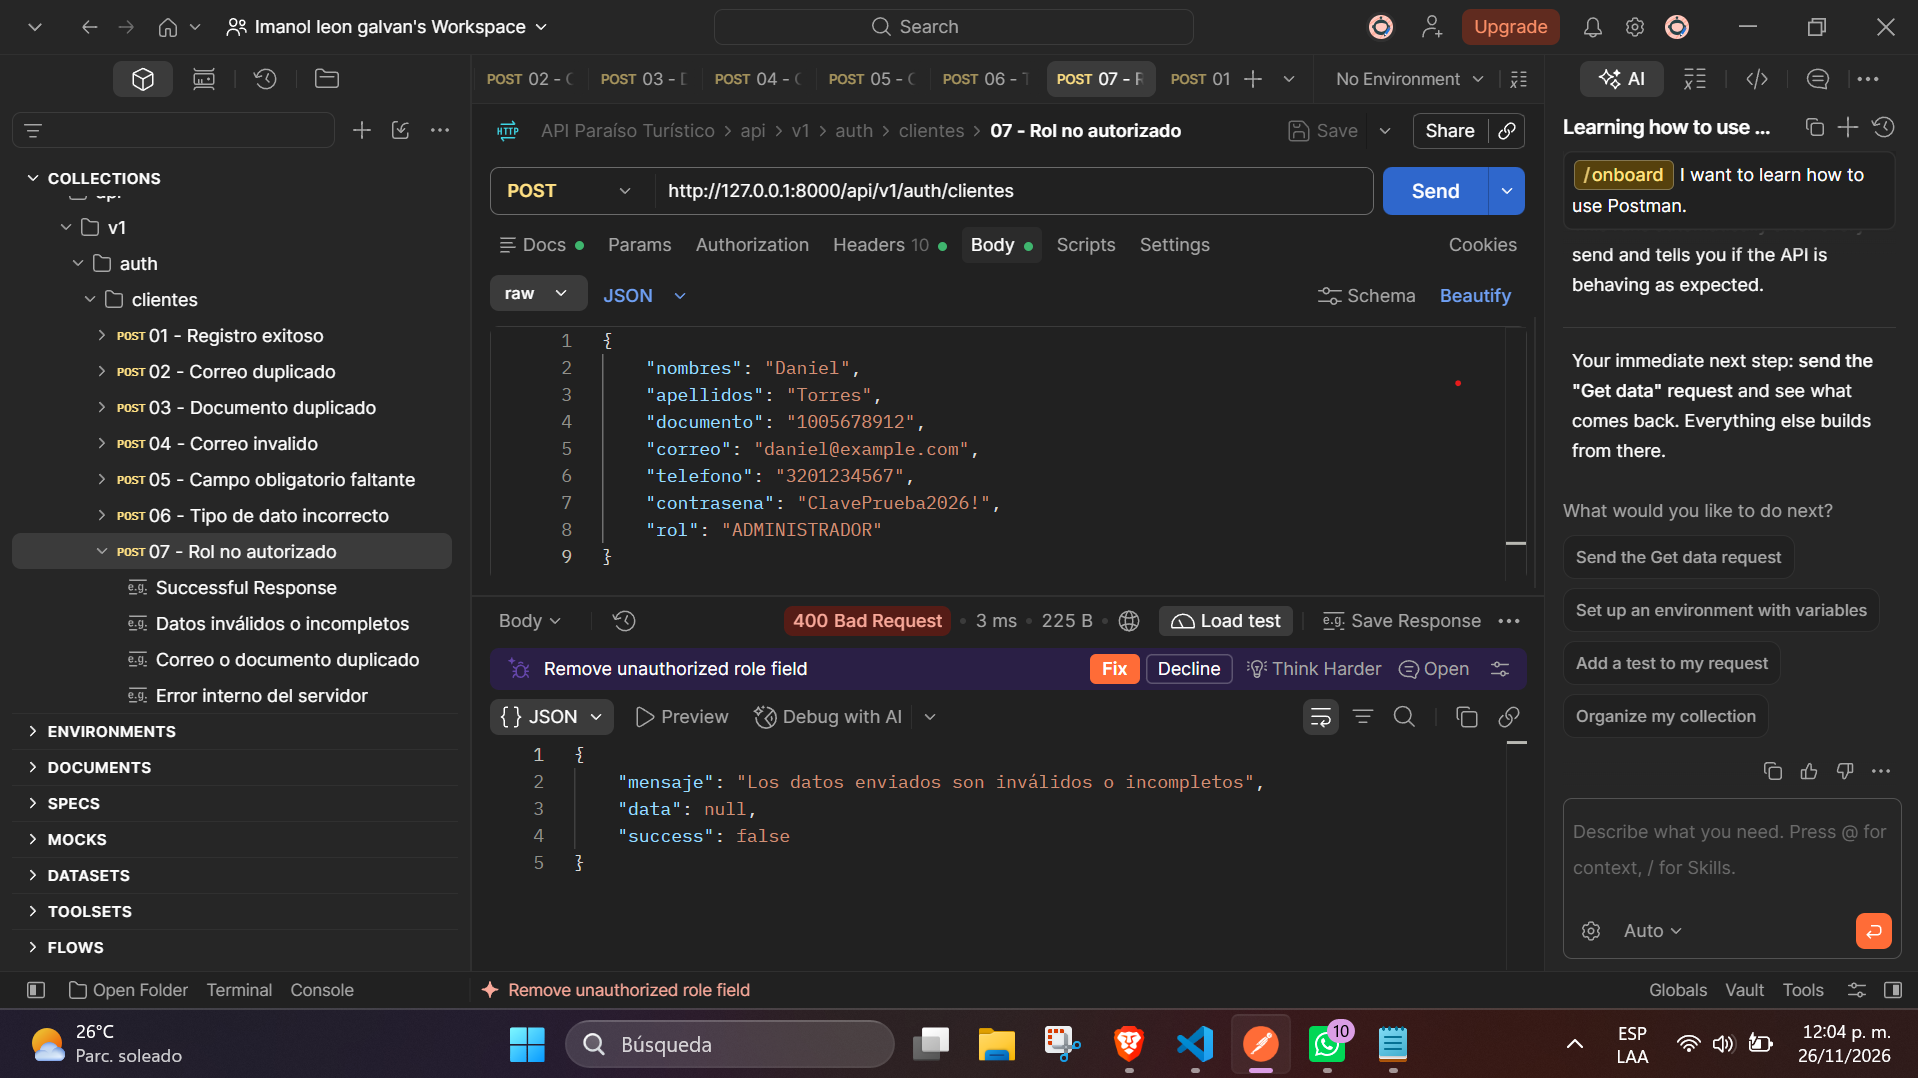 Imanol leon galvan's Workspace
Search
Upgrade
POST 02 -
POST 03 -
POST 04 -
POST 05 -
POST 06 -
POST 07 -
POST 01
No Environment
AI
API Paraíso Turístico > api > v1 > auth > clientes > 07 - Rol no autorizado
Save
Share
Learning how to use ...
COLLECTIONS
v1
auth
clientes
POST 01 - Registro exitoso
POST 02 - Correo duplicado
POST 03 - Documento duplicado
POST 04 - Correo invalido
POST 05 - Campo obligatorio faltante
POST 06 - Tipo de dato incorrecto
POST 07 - Rol no autorizado
e.g. Successful Response
e.g. Datos inválidos o incompletos
e.g. Correo o documento duplicado
e.g. Error interno del servidor
ENVIRONMENTS
DOCUMENTS
SPECS
MOCKS
DATASETS
TOOLSETS
FLOWS
HTTP
POST
http://127.0.0.1:8000/api/v1/auth/clientes
Send
Docs
Params
Authorization
Headers 10
Body
Scripts
Settings
Cookies
raw
JSON
Schema
Beautify
1 {
2 "nombres": "Daniel",
3 "apellidos": "Torres",
4 "documento": "1005678912",
5 "correo": "daniel@example.com",
6 "telefono": "3201234567",
7 "contrasena": "ClavePrueba2026!",
8 "rol": "ADMINISTRADOR"
9 }
Body
400 Bad Request • 3 ms • 225 B •
Load test
e.g. Save Response
Remove unauthorized role field
Fix
Decline
Think Harder
Open
{} JSON
Preview
Debug with AI
1 {
2 "mensaje": "Los datos enviados son inválidos o incompletos",
3 "data": null,
4 "success": false
5 }
/onboard I want to learn how to
use Postman.
send and tells you if the API is
behaving as expected.
Your immediate next step: send the
"Get data" request and see what
comes back. Everything else builds
from there.
What would you like to do next?
Send the Get data request
Set up an environment with variables
Add a test to my request
Organize my collection
Describe what you need. Press @ for
context, / for Skills.
Auto
Open Folder
Terminal
Console
Remove unauthorized role field
Globals
Vault
Tools
26°C
Parc. soleado
Búsqueda
10
ESP
LAA
12:04 p. m.
26/11/2026